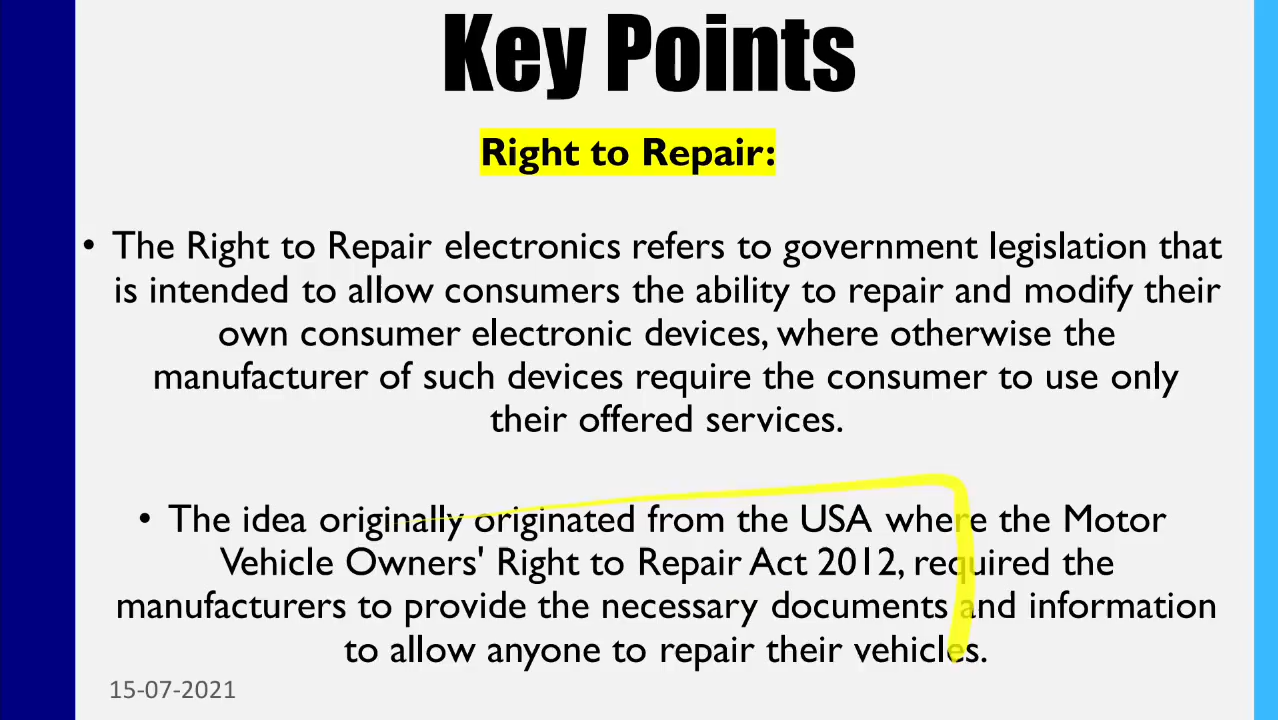 Key Points
Right to Repair:
• The Right to Repair electronics refers to government legislation that
is intended to allow consumers the ability to repair and modify their
own consumer electronic devices, where otherwise the
manufacturer of such devices require the consumer to use only
their offered services.
• The idea originally originated from the USA where the Motor
Vehicle Owners' Right to Repair Act 2012, required the
manufacturers to provide the necessary documents and information
to allow anyone to repair their vehicles.
15-07-2021